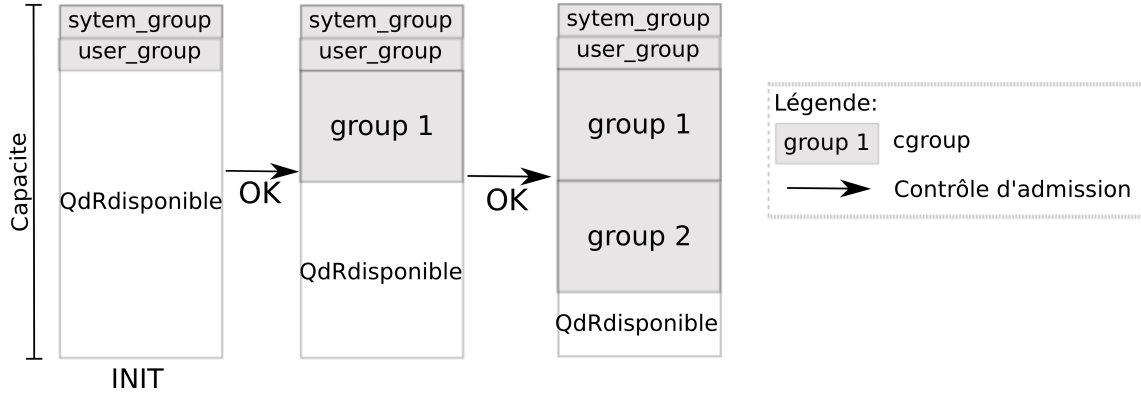 sytem_group
user_group
QdRdisponible
Capacite
INIT
OK
sytem_group
user_group
group 1
QdRdisponible
OK
sytem_group
user_group
group 1
group 2
QdRdisponible
Légende:
group 1
cgroup
Contrôle d'admission